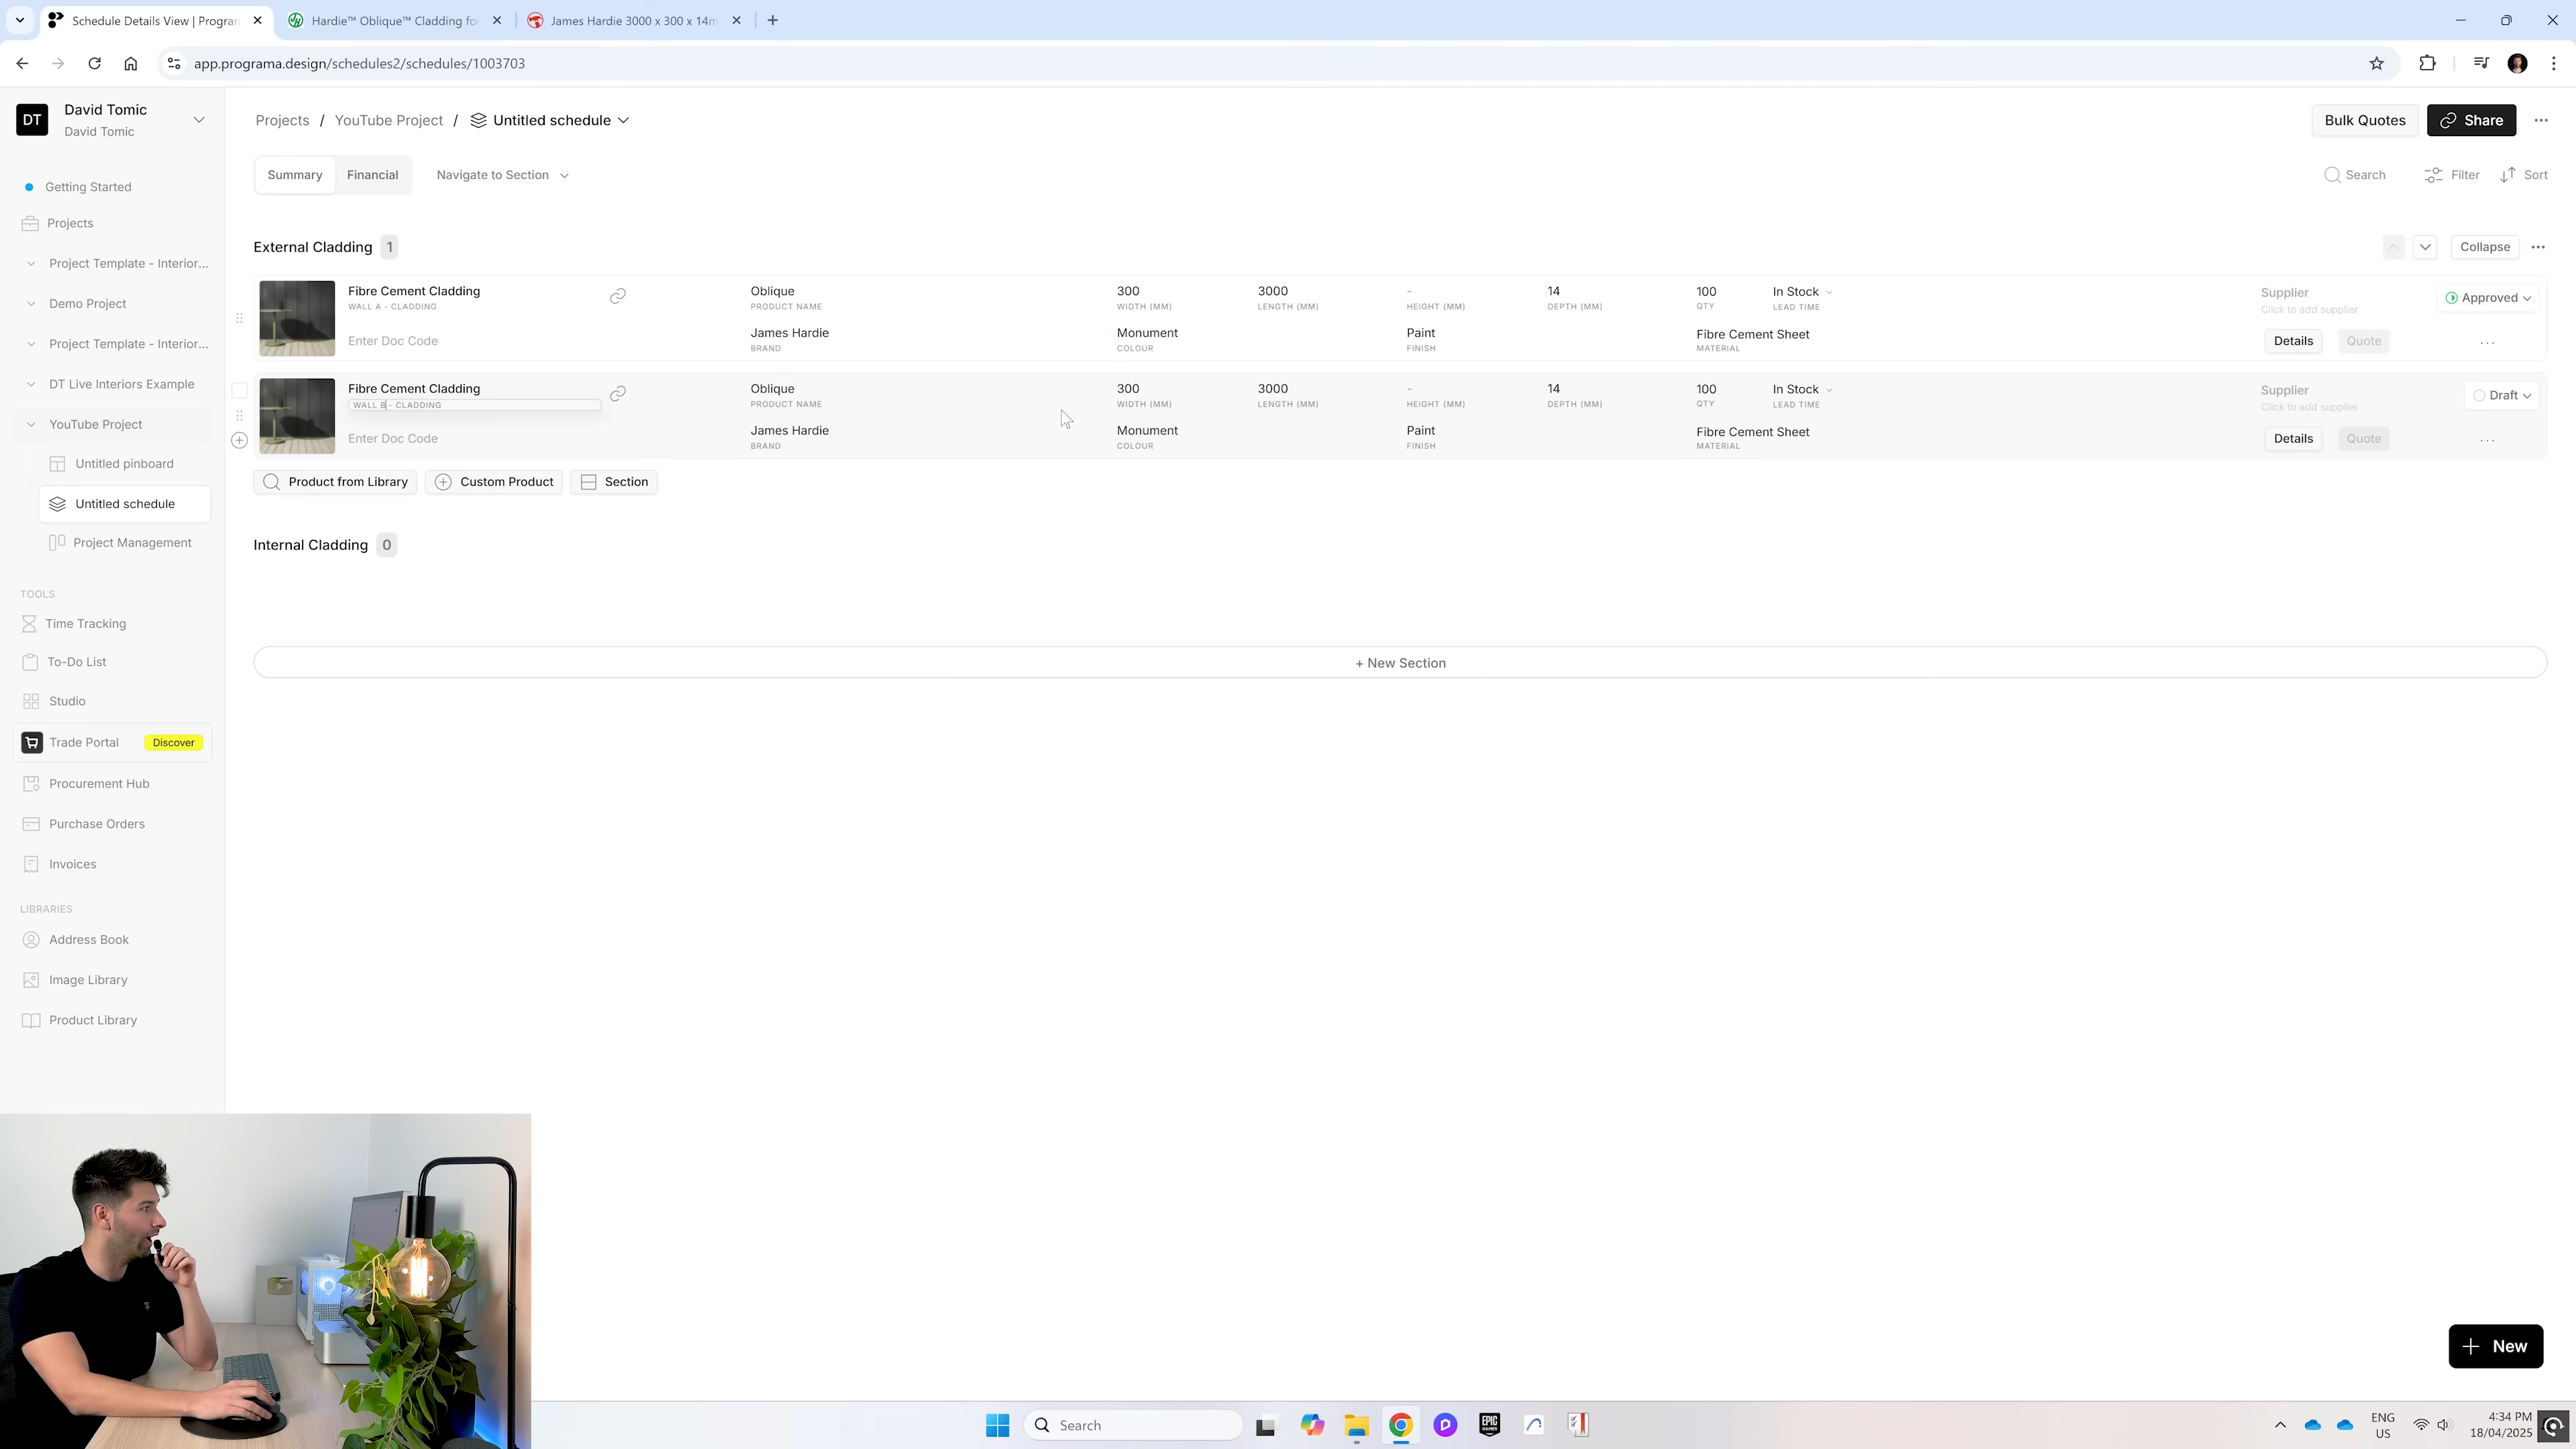 Schedule Details View | Program
Hardie™ Oblique™ Cladding fo
James Hardie 3000 x 300 x 14m
app.programa.design/schedules2/schedules/1003703
DT
David Tomic
David Tomic
Getting Started
Projects
Project Template - Interior...
Demo Project
Project Template - Interior...
DT Live Interiors Example
YouTube Project
Untitled pinboard
Untitled schedule
Project Management
TOOLS
Time Tracking
To-Do List
Studio
Trade Portal Discover
Procurement Hub
Purchase Orders
Invoices
LIBRARIES
Address Book
Image Library
Product Library
Projects / YouTube Project / Untitled schedule
Bulk Quotes Share
Summary Financial Navigate to Section
Search Filter Sort
External Cladding 1
Collapse
Fibre Cement Cladding Oblique 300 3000 - 14 100 In Stock Supplier Approved
WALL A - CLADDING PRODUCT NAME WIDTH (MM) LENGTH (MM) HEIGHT (MM) DEPTH (MM) QTY LEAD TIME Click to add supplier
Enter Doc Code James Hardie Monument Paint Fibre Cement Sheet Details Quote
BRAND COLOUR FINISH MATERIAL
Fibre Cement Cladding Oblique 300 3000 - 14 100 In Stock Supplier Draft
WALL B - CLADDING PRODUCT NAME WIDTH (MM) LENGTH (MM) HEIGHT (MM) DEPTH (MM) QTY LEAD TIME Click to add supplier
Enter Doc Code James Hardie Monument Paint Fibre Cement Sheet Details Quote
BRAND COLOUR FINISH MATERIAL
Product from Library Custom Product Section
Internal Cladding 0
+ New Section
New
Search
EPIC GAMES
ENG
US
4:34 PM
18/04/2025